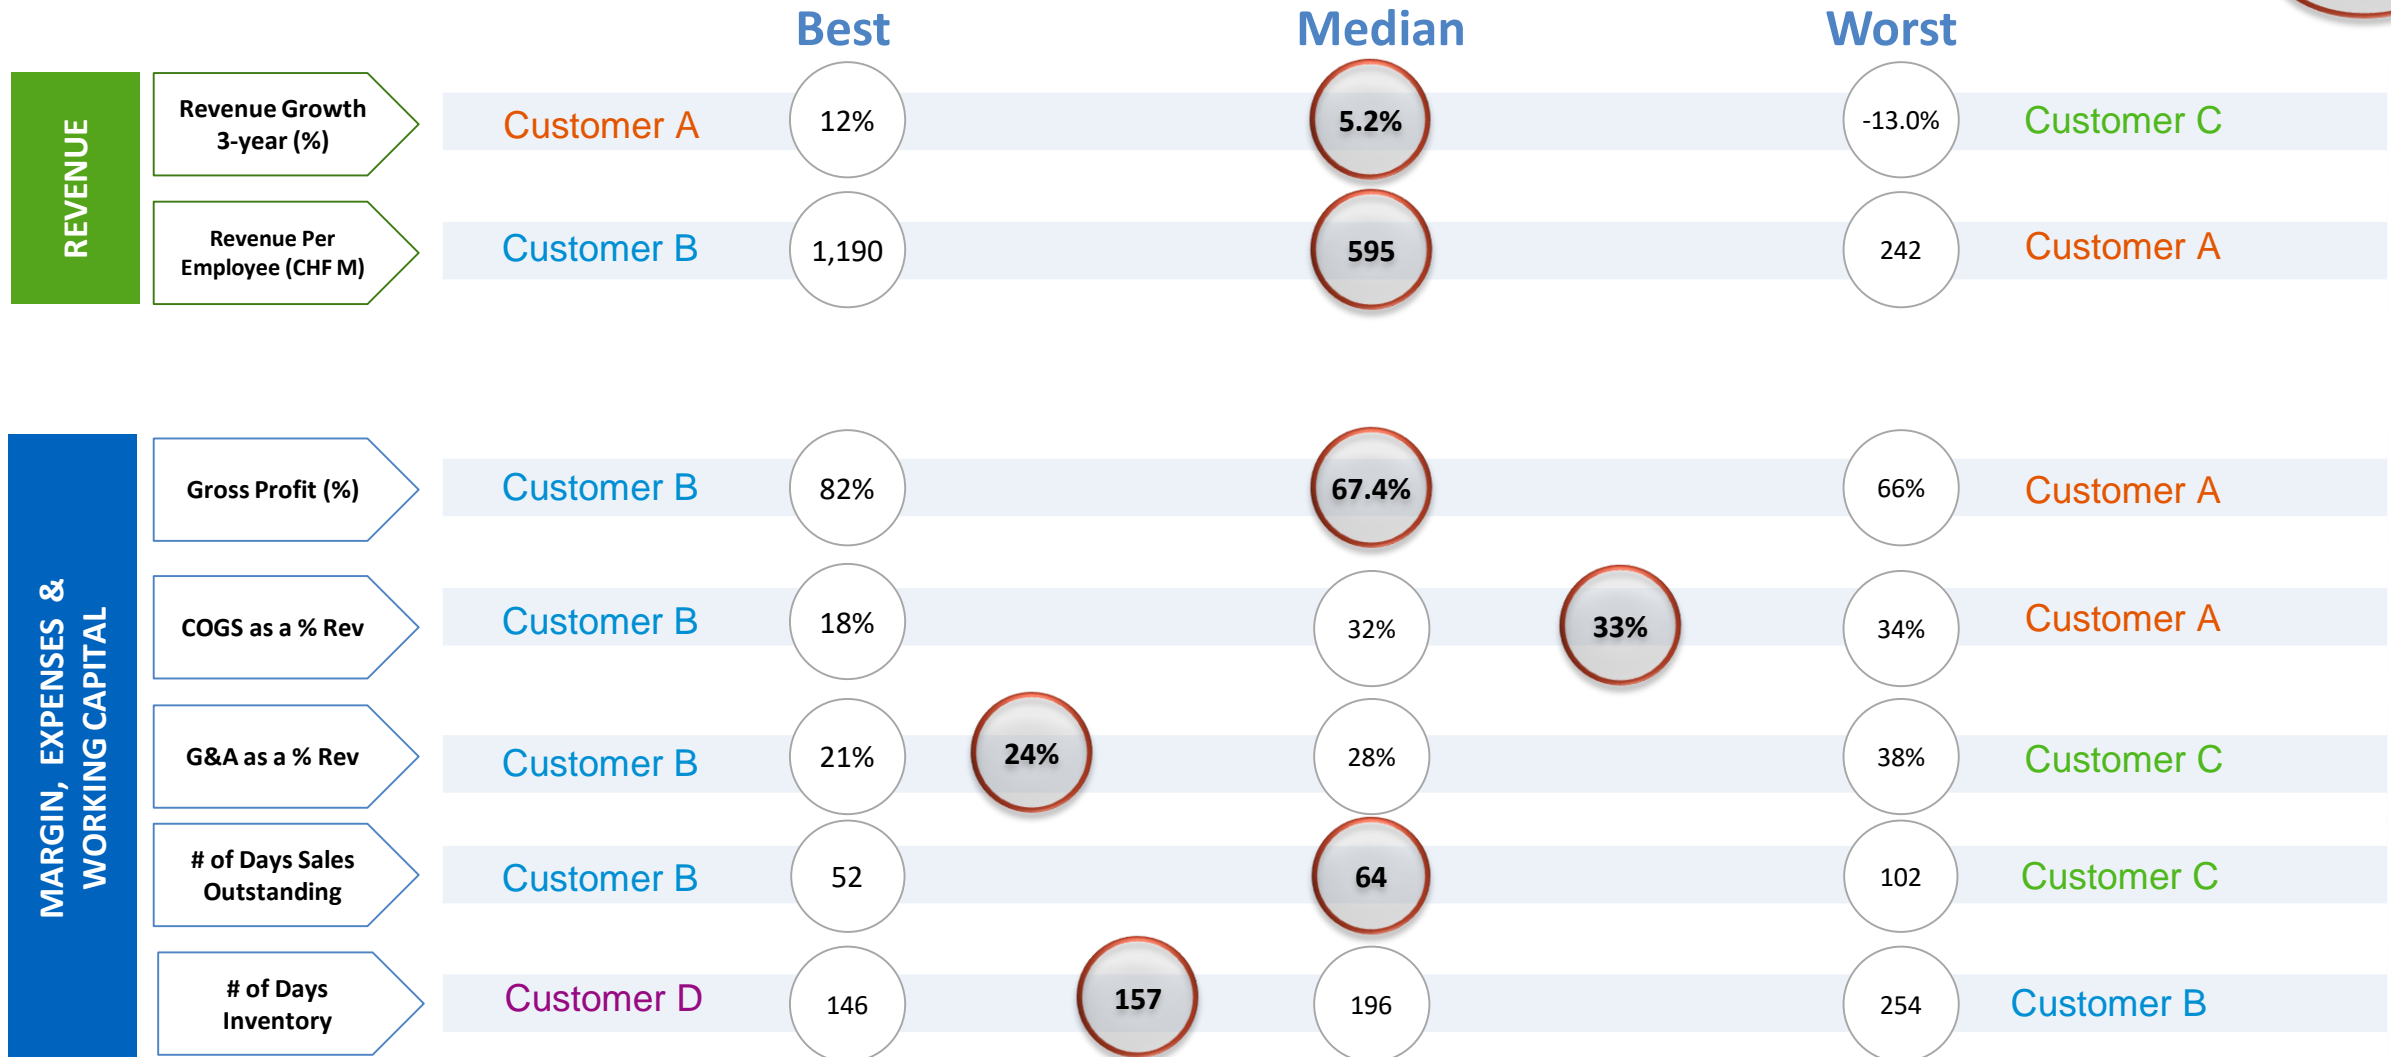 Best Median Worst
REVENUE
Revenue Growth
3-year (%)
Customer A 12% 5.2% -13.0% Customer C
Revenue Per
Employee (CHF M)
Customer B 1,190 595 242 Customer A
MARGIN, EXPENSES &
WORKING CAPITAL
Gross Profit (%)
Customer B 82% 67.4% 66% Customer A
COGS as a % Rev
Customer B 18% 32% 33% 34% Customer A
G&A as a % Rev
Customer B 21% 24% 28% 38% Customer C
# of Days Sales
Outstanding
Customer B 52 64 102 Customer C
# of Days
Inventory
Customer D 146 157 196 254 Customer B